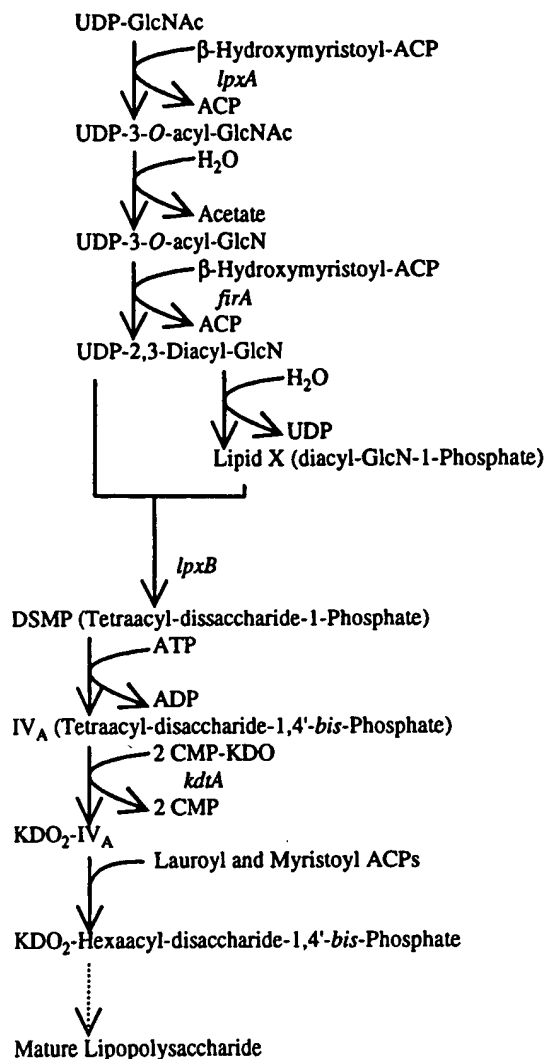 UDP-GlcNAc
β-Hydroxymyristoyl-ACP
lpxA
ACP
UDP-3-O-acyl-GlcNAc
H₂O
Acetate
UDP-3-O-acyl-GlcN
β-Hydroxymyristoyl-ACP
firA
ACP
UDP-2,3-Diacyl-GlcN
H₂O
UDP
Lipid X (diacyl-GlcN-1-Phosphate)
lpxB
DSMP (Tetraacyl-dissaccharide-1-Phosphate)
ATP
ADP
IV_A (Tetraacyl-disaccharide-1,4'-bis-Phosphate)
2 CMP-KDO
kdtA
2 CMP
KDO₂-IV_A
Lauroyl and Myristoyl ACPs
KDO₂-Hexaacyl-disaccharide-1,4'-bis-Phosphate
Mature Lipopolysaccharide